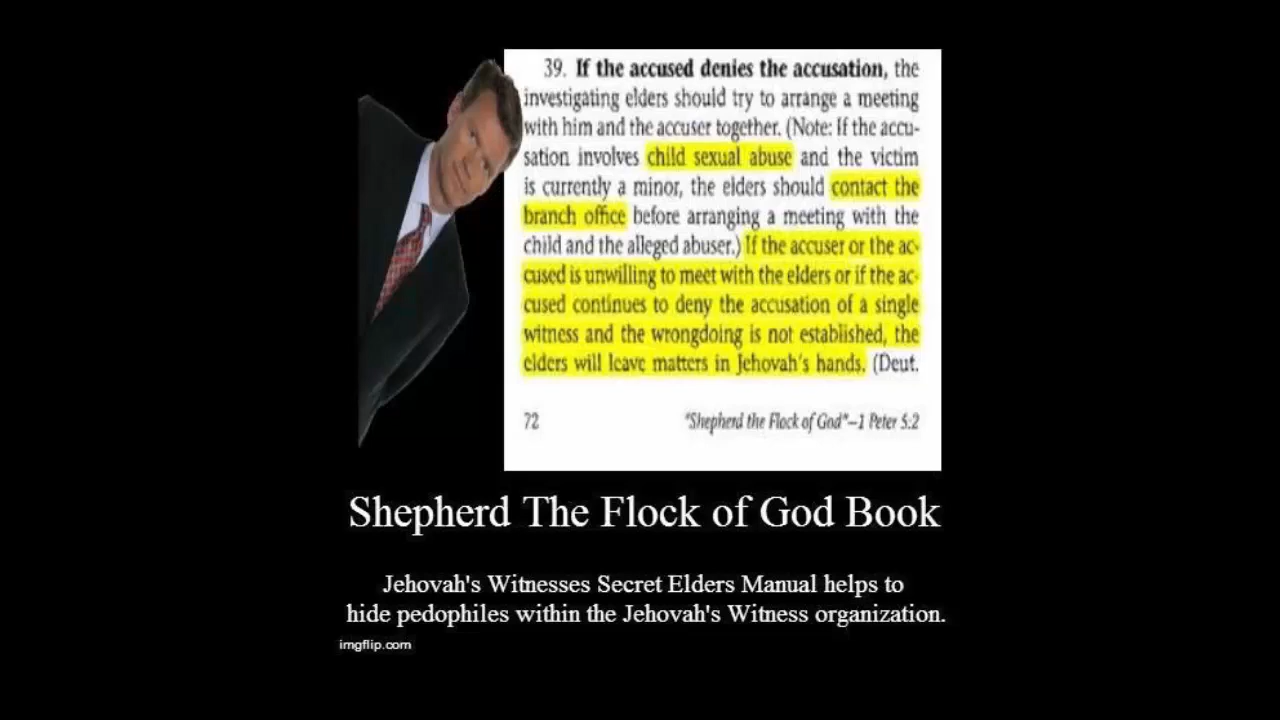 39. If the accused denies the accusation, the
investigating elders should try to arrange a meeting
with him and the accuser together. (Note: If the accu-
sation involves child sexual abuse and the victim
is currently a minor, the elders should contact the
branch office before arranging a meeting with the
child and the alleged abuser.) If the accuser or the ac-
cused is unwilling to meet with the elders or if the ac-
cused continues to deny the accusation of a single
witness and the wrongdoing is not established, the
elders will leave matters in Jehovah's hands. (Deut.
72 "Shepherd the Flock of God"–1 Peter 5:2
Shepherd The Flock of God Book
Jehovah's Witnesses Secret Elders Manual helps to
hide pedophiles within the Jehovah's Witness organization.
imgflip.com